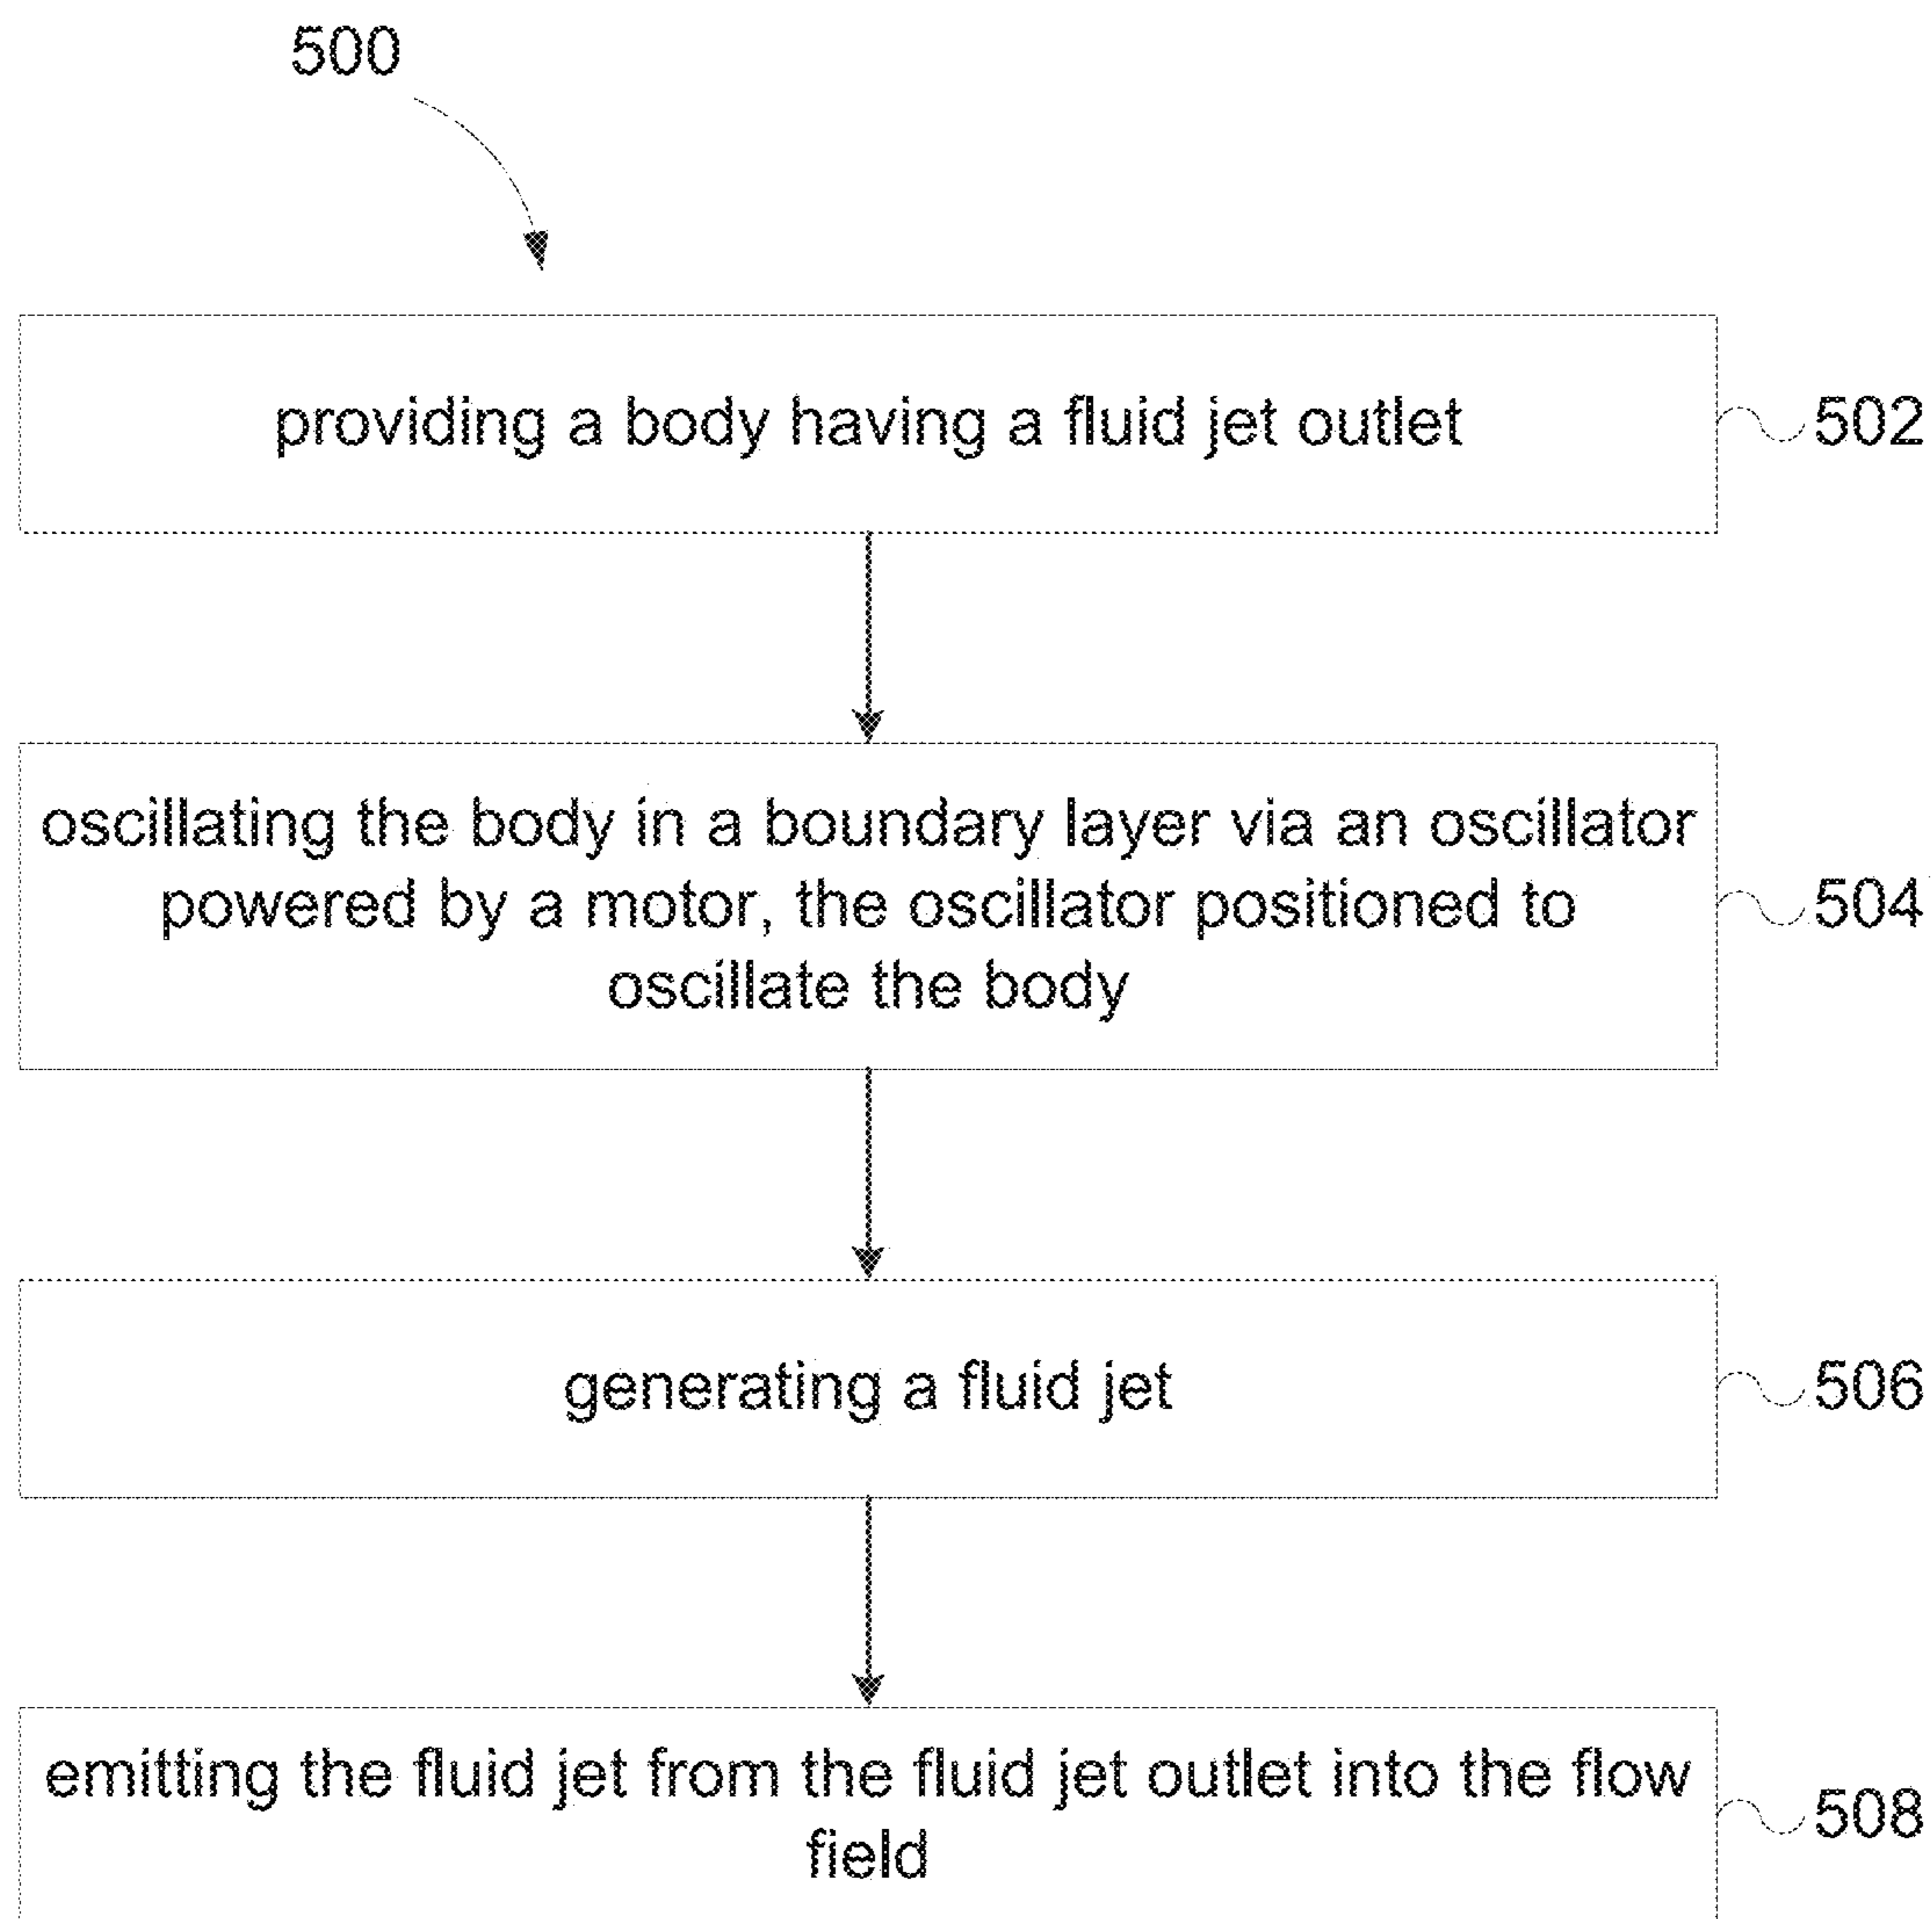 500
providing a body having a fluid jet outlet
502
oscillating the body in a boundary layer via an oscillator
powered by a motor, the oscillator positioned to
oscillate the body
504
generating a fluid jet
506
emitting the fluid jet from the fluid jet outlet into the flow
field
508